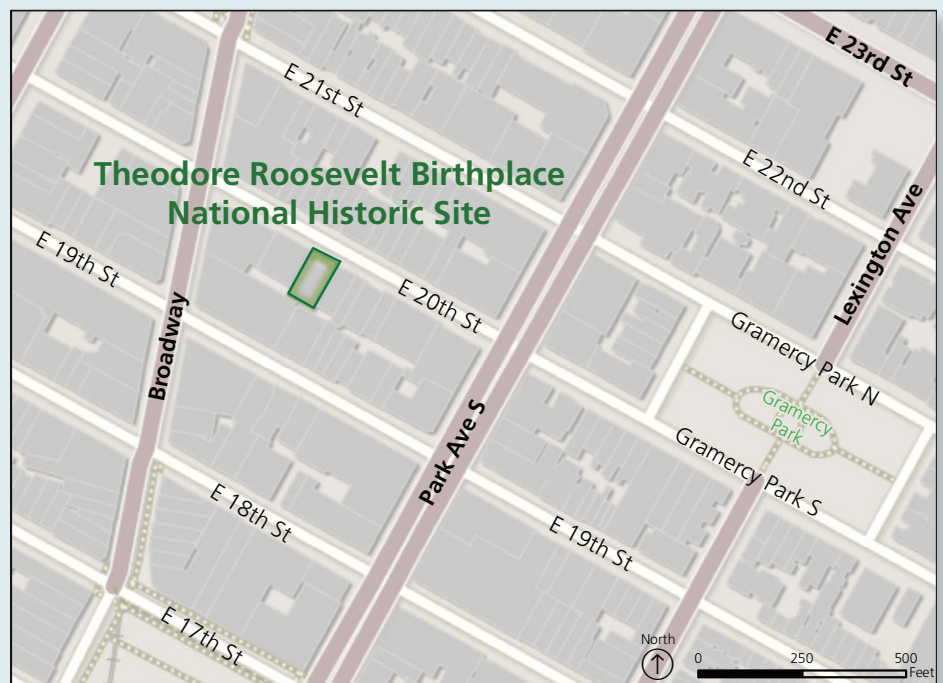 E 23rd St
E 21st St
E 22nd St
Theodore Roosevelt Birthplace
National Historic Site
Lexington Ave
E 19th St
E 20th St
Broadway
Gramercy Park N
Gramercy
Park
Park Ave S
Gramercy Park S
E 18th St
E 19th St
E 17th St
North
0 250 500
Feet